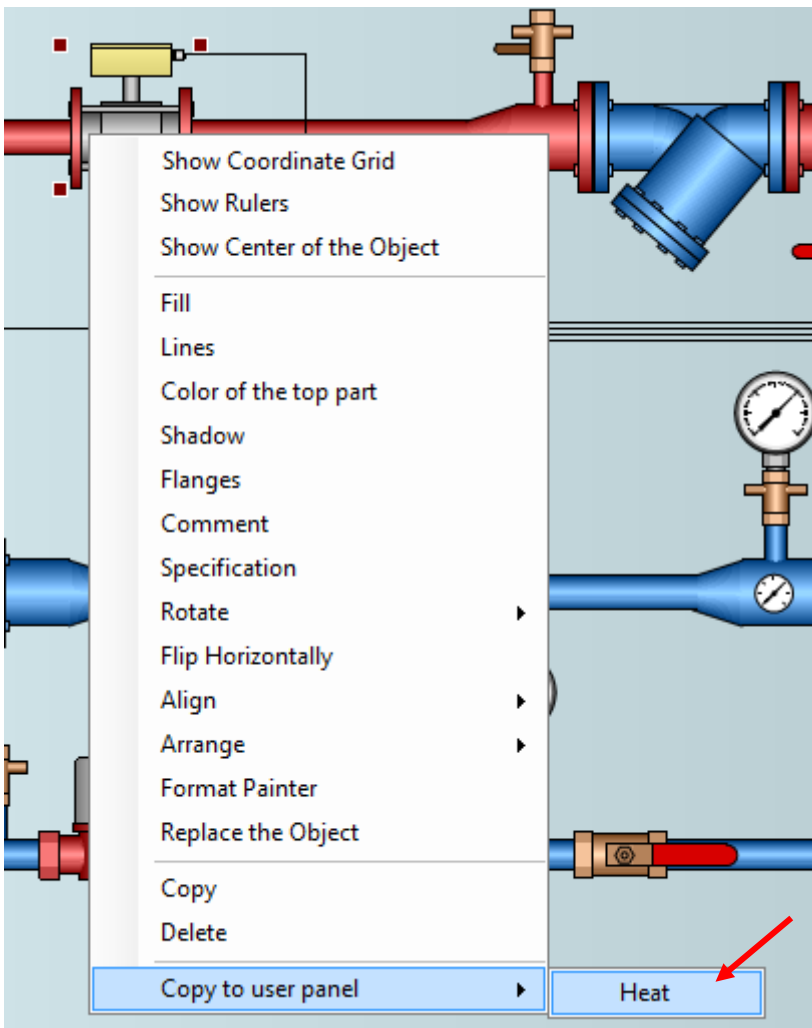 Show Coordinate Grid
Show Rulers
Show Center of the Object
Fill
Lines
Color of the top part
Shadow
Flanges
Comment
Specification
Rotate
Flip Horizontally
Align
Arrange
Format Painter
Replace the Object
Copy
Delete
Copy to user panel
Heat